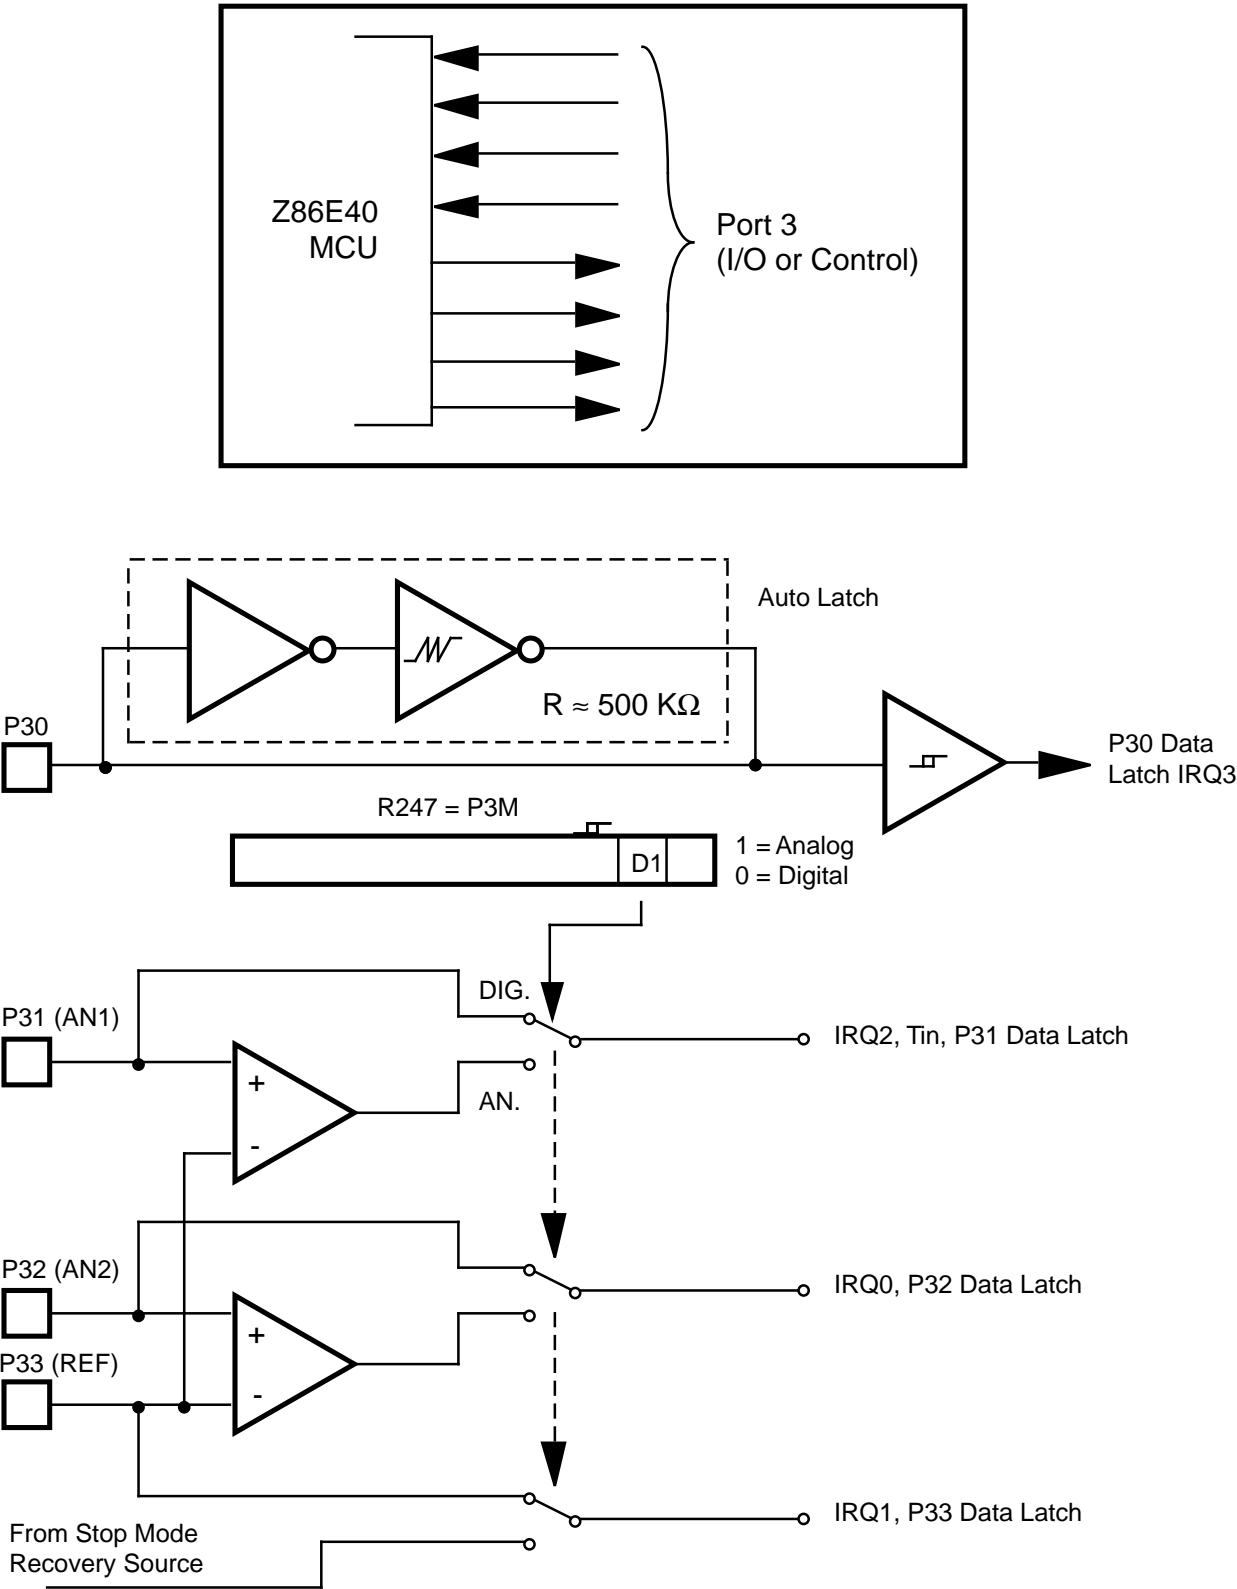 Z86E40
MCU
Port 3
(I/O or Control)
Auto Latch
R ≈ 500 KΩ
P30
P30 Data
Latch IRQ3
R247 = P3M
D1
1 = Analog
0 = Digital
DIG.
P31 (AN1)
IRQ2, Tin, P31 Data Latch
+
AN.
-
P32 (AN2)
IRQ0, P32 Data Latch
+
P33 (REF)
-
IRQ1, P33 Data Latch
From Stop Mode
Recovery Source